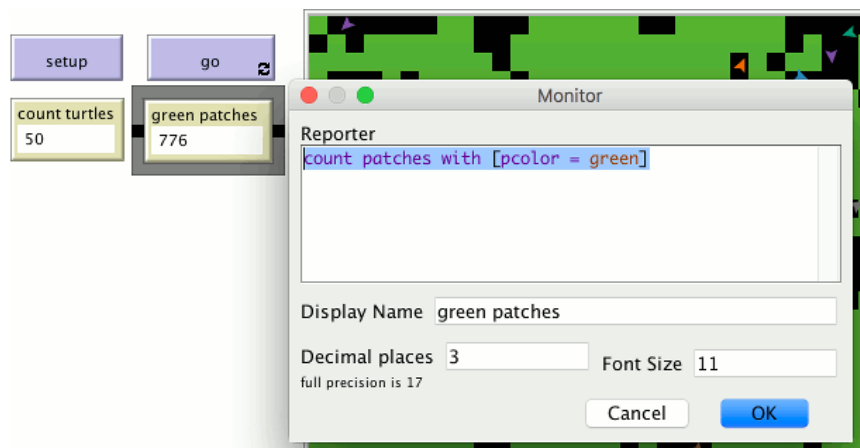 setup
go
count turtles
50
green patches
776
Monitor
Reporter
count patches with [pcolor = green]
Display Name green patches
Decimal places 3
full precision is 17
Font Size 11
Cancel
OK